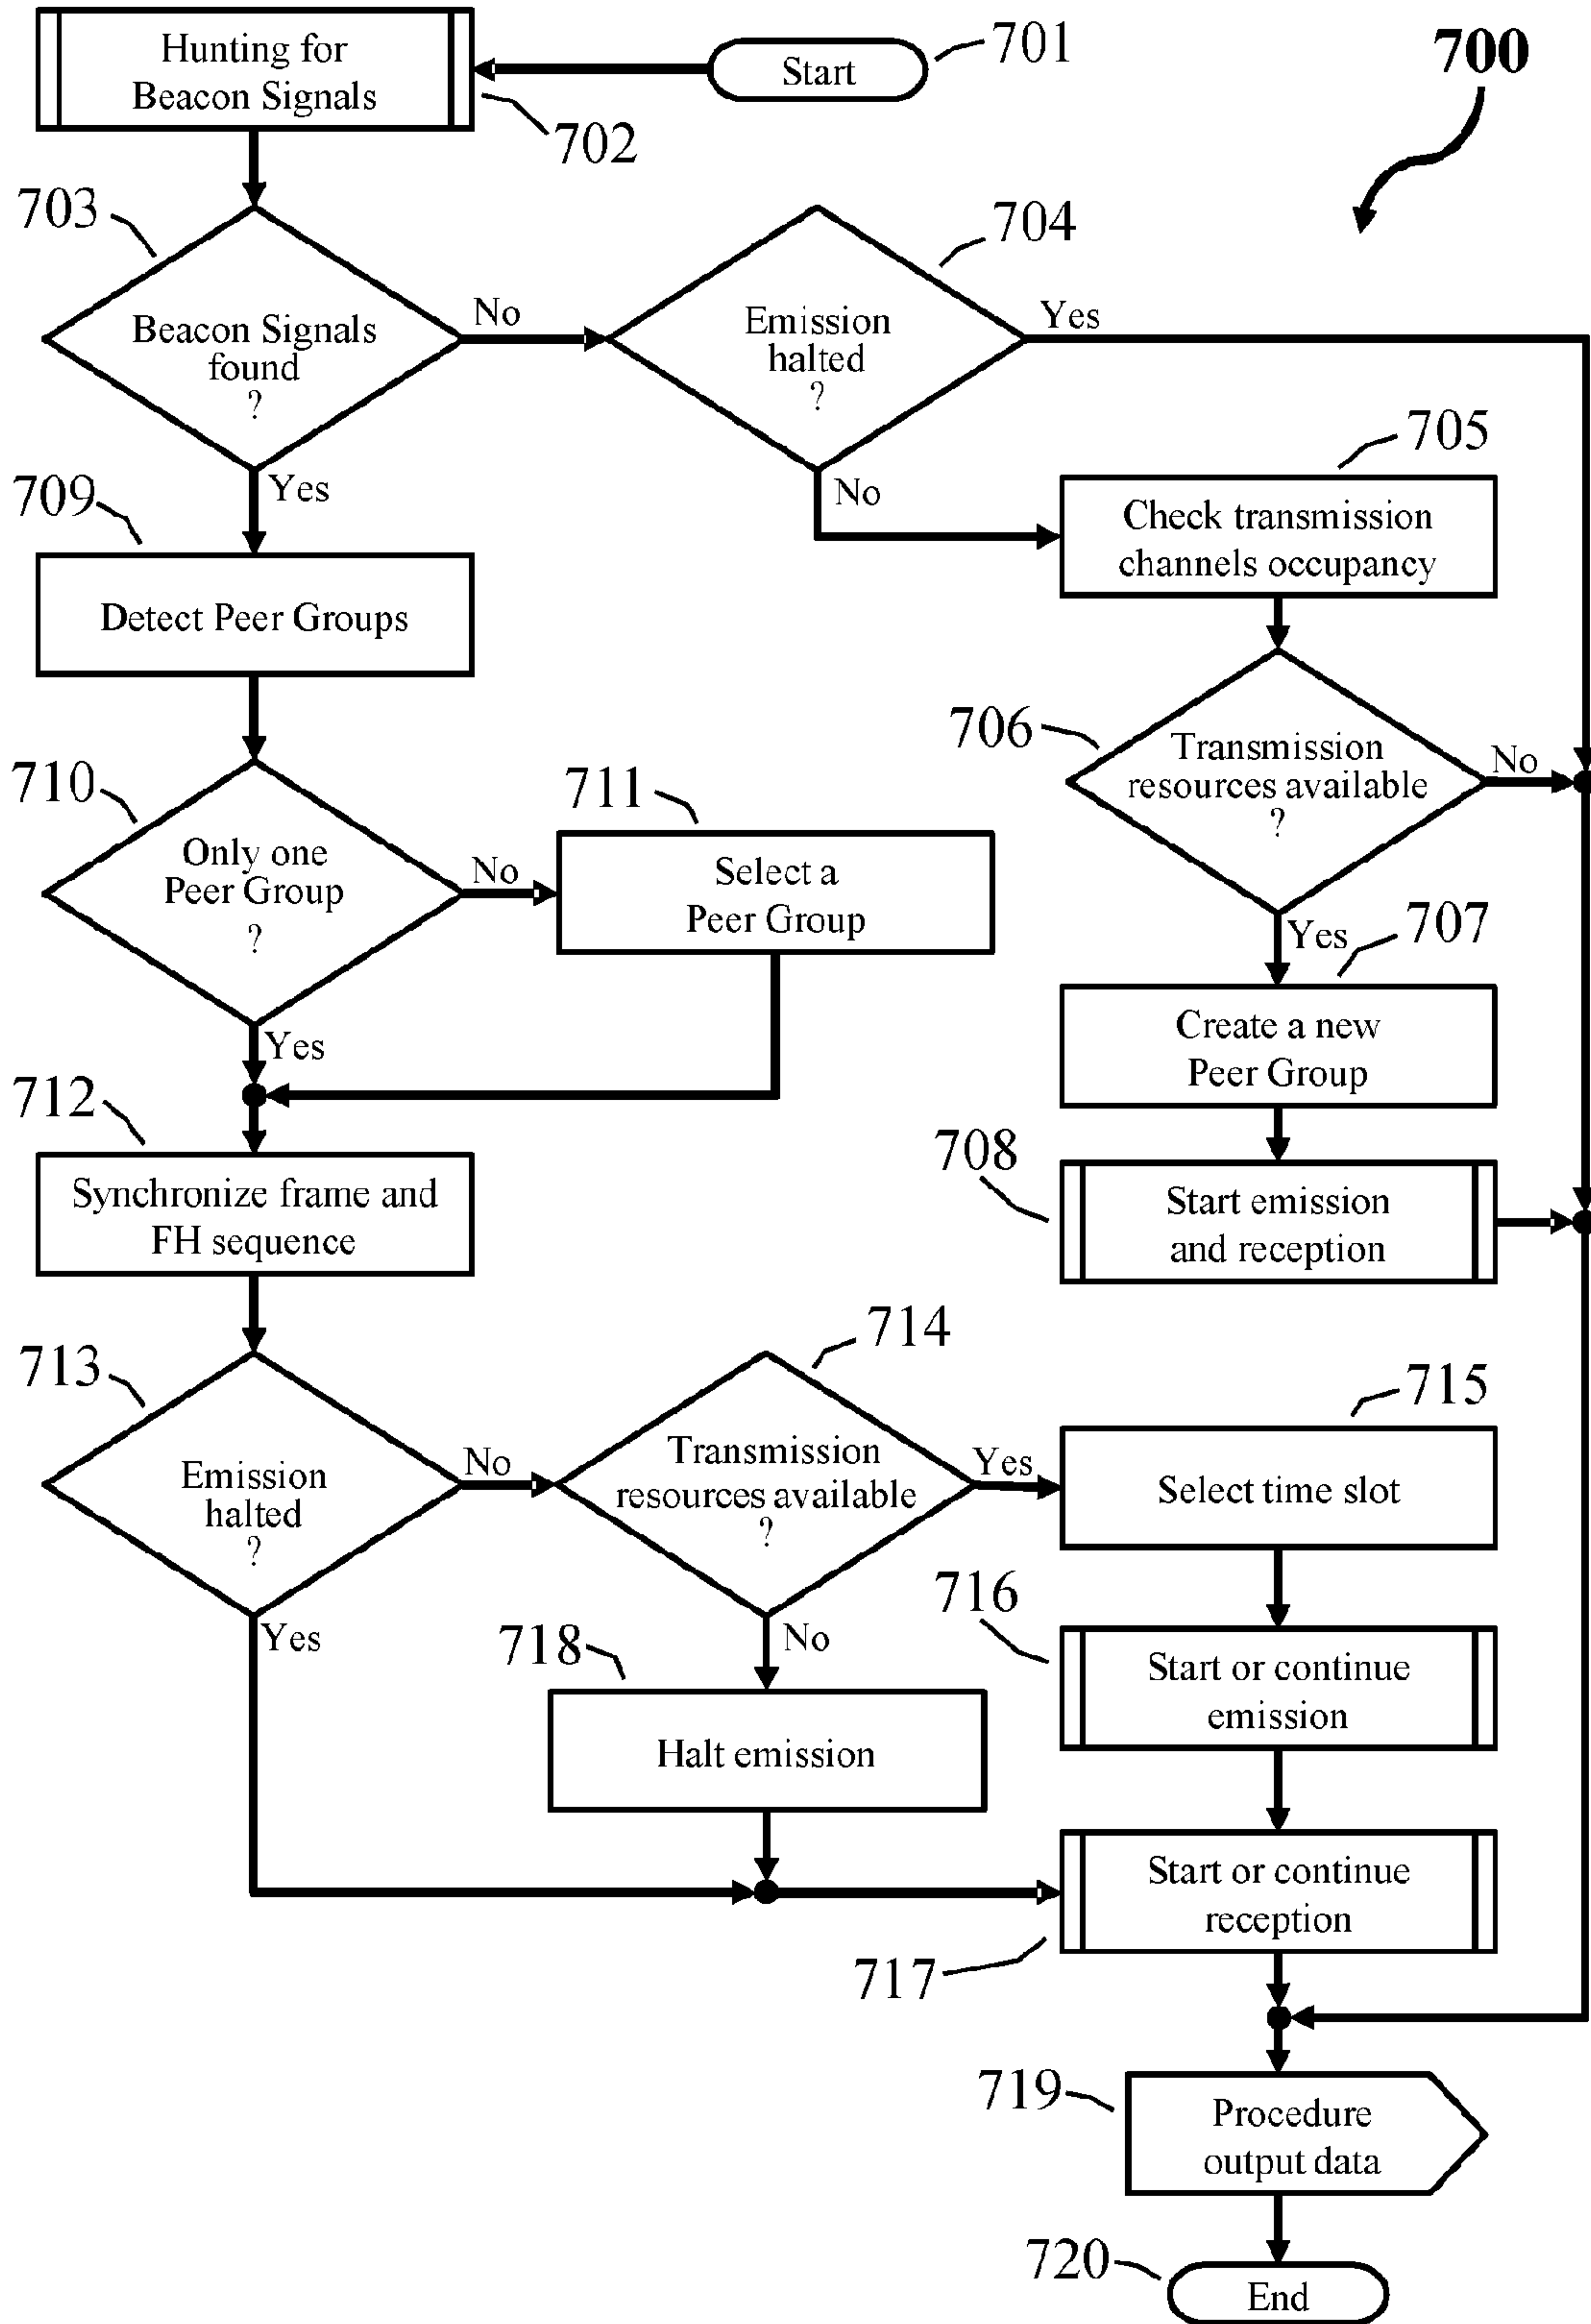 Hunting for
Beacon Signals
Start
701
700
702
703
704
Beacon Signals
found
?
No
Emission
halted
?
Yes
No
Yes
705
Check transmission
channels occupancy
709
Detect Peer Groups
706
Transmission
resources available
?
No
Yes
710
Only one
Peer Group
?
No
Yes
711
Select a
Peer Group
707
Create a new
Peer Group
712
Synchronize frame and
FH sequence
708
Start emission
and reception
713
Emission
halted
?
No
Yes
714
Transmission
resources available
?
Yes
No
715
Select time slot
716
Start or continue
emission
718
Halt emission
Start or continue
reception
717
719
Procedure
output data
720
End